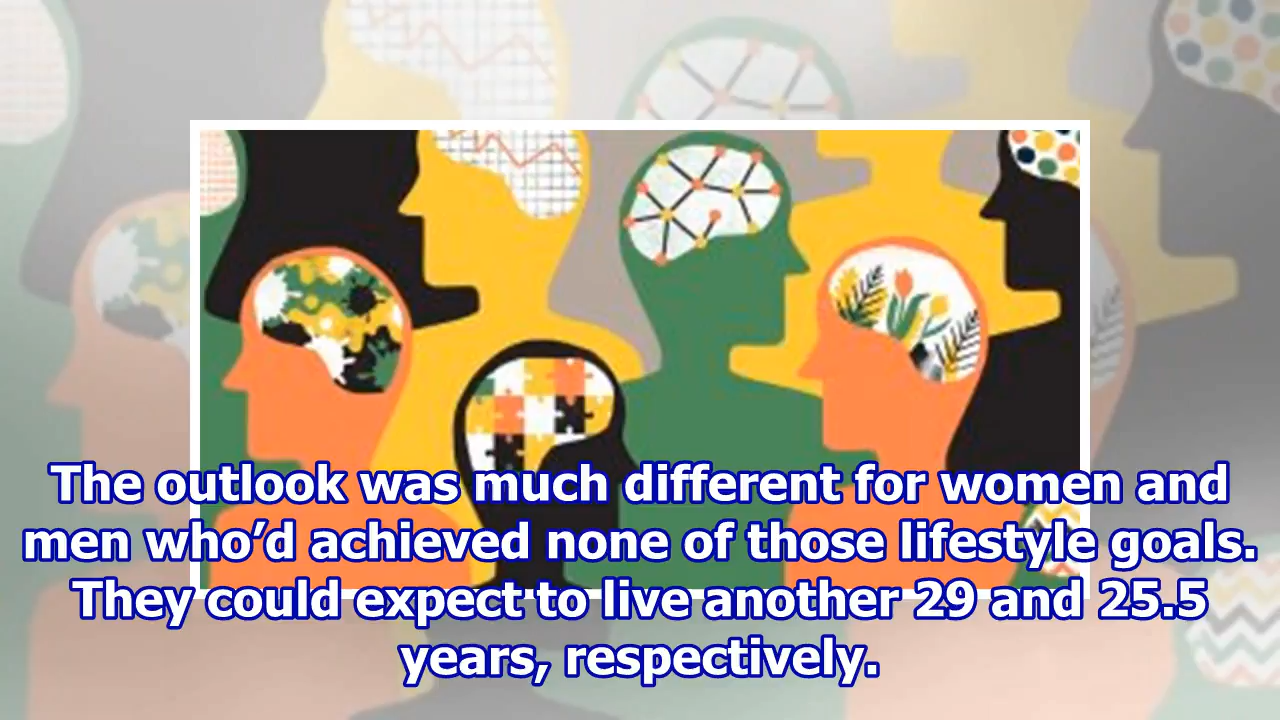 The outlook was much different for women and
men who’d achieved none of those lifestyle goals.
They could expect to live another 29 and 25.5
years, respectively.